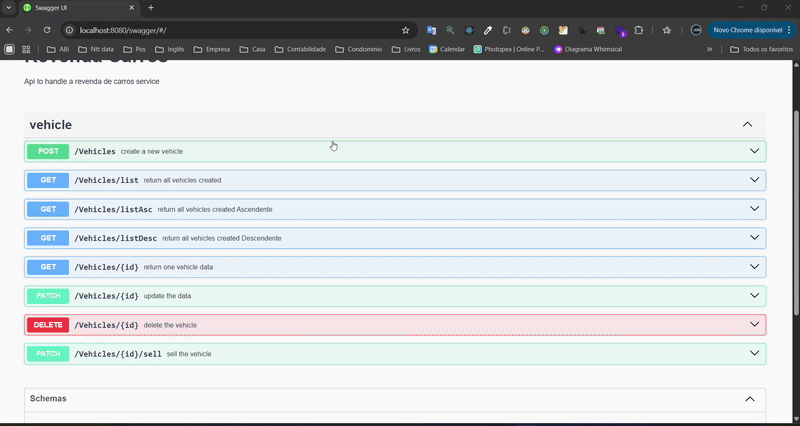 Swagger UI
localhost:8080/swagger/#/
Novo Chrome disponível
ABI
Ntt data
Pos
Inglês
Empresa
Casa
Contabilidade
Condominio
Livros
Calendar
Photopea | Online P...
Diagrama Whimsical
Todos os favoritos
Revenda Carros
Api to handle a revenda de carros service
vehicle
POST /Vehicles create a new vehicle
GET /Vehicles/list return all vehicles created
GET /Vehicles/listAsc return all vehicles created Ascendente
GET /Vehicles/listDesc return all vehicles created Descendente
GET /Vehicles/{id} return one vehicle data
PATCH /Vehicles/{id} update the data
DELETE /Vehicles/{id} delete the vehicle
PATCH /Vehicles/{id}/sell sell the vehicle
Schemas